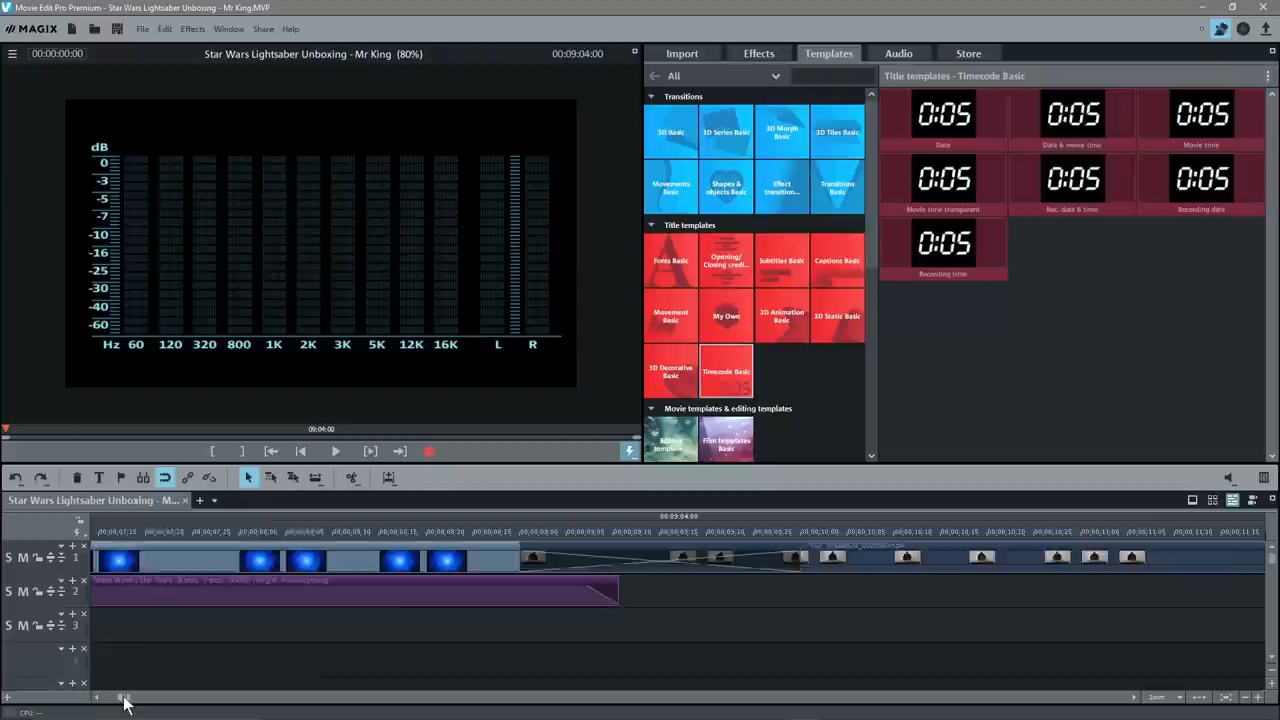 Movie Edit Pro Premium - Star Wars Lightsaber Unboxing - Mr King.MVP
MAGIX
File Edit Effects Window Share Help
00:00:00:00
Star Wars Lightsaber Unboxing - Mr King (80%)
00:09:04:00
Import Effects Templates Audio Store
All
Title templates - Timecode Basic
Transitions
3D Basic
3D Series Basic
3D Morph Basic
3D Tiles Basic
Movements Basic
Shapes & objects Basic
Effect transition...
Transitions Basic
Title templates
Fonts Basic
Opening/ Closing credi...
Subtitles Basic
Captions Basic
Movement Basic
My Own
3D Animation Basic
3D Static Basic
3D Decorative Basic
Timecode Basic
Movie templates & editing templates
Film templates Basic
0:05 0:05 0:05
Date
Date & movie time
Movie time
0:05 0:05 0:05
Movie time transparent
Rec. date & time
Recording date
0:05
Recording time
dB
0
-3
-5
-7
-10
-16
-25
-30
-40
-60
Hz 60 120 320 800 1K 2K 3K 5K 12K 16K L R
09:04:00
Star Wars Lightsaber Unboxing - M...
00:09:04:00
S M 1
S M 2
S M 3
Zoom
CPU: --